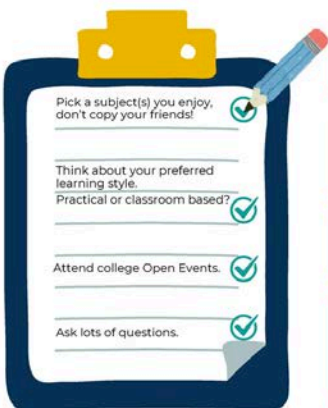 Pick a subject(s) you enjoy,
don't copy your friends!
Think about your preferred
learning style.
Practical or classroom based?
Attend college Open Events.
Ask lots of questions.